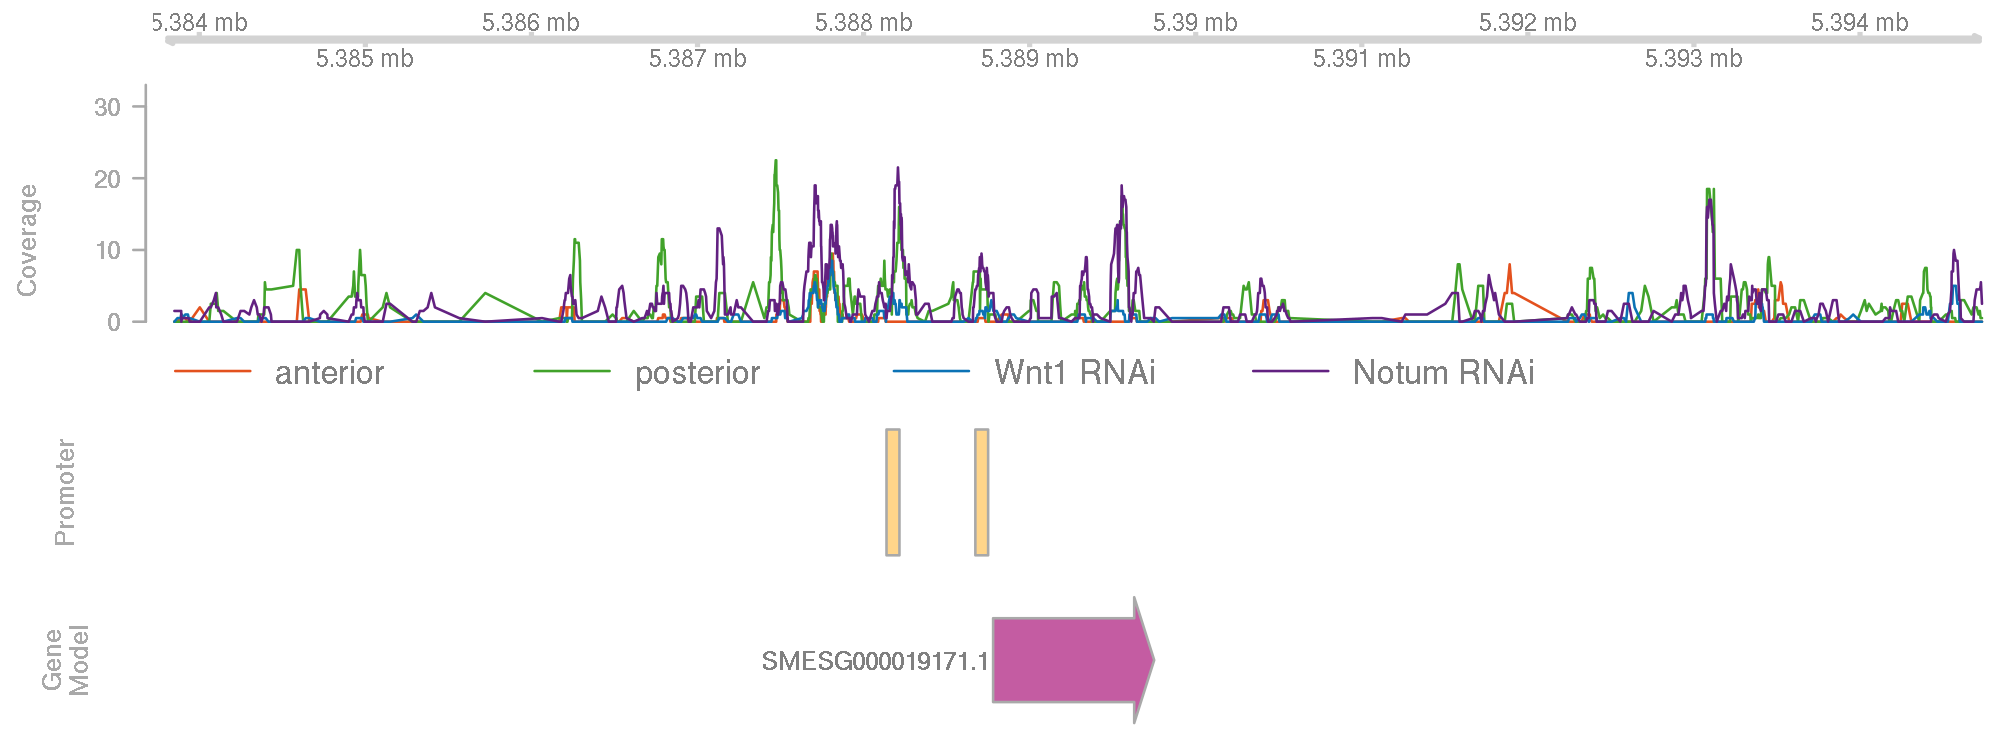 5.384 mb 5.386 mb 5.388 mb 5.39 mb 5.392 mb 5.394 mb
5.385 mb 5.387 mb 5.389 mb 5.391 mb 5.393 mb
30
20
10
0
Coverage
anterior posterior Wnt1 RNAi Notum RNAi
Promoter
0
SMESG000019171.1
Gene
Model